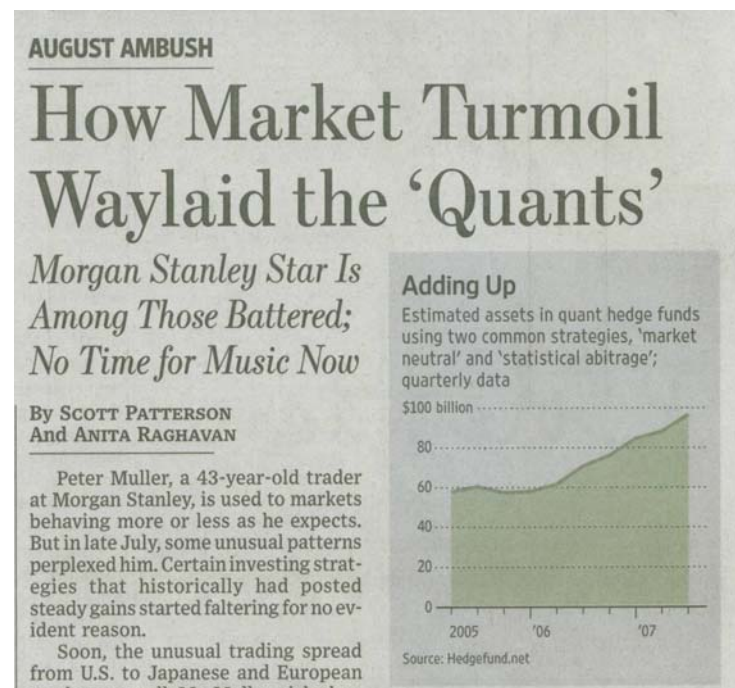 AUGUST AMBUSH
How Market Turmoil
Waylaid the ‘Quants’
Morgan Stanley Star Is
Among Those Battered;
No Time for Music Now
By SCOTT PATTERSON
And ANITA RAGHAVAN
Peter Muller, a 43-year-old trader
at Morgan Stanley, is used to markets
behaving more or less as he expects.
But in late July, some unusual patterns
perplexed him. Certain investing strat-
egies that historically had posted
steady gains started faltering for no ev-
ident reason.
Soon, the unusual trading spread
from U.S. to Japanese and European
Adding Up
Estimated assets in quant hedge funds
using two common strategies, ‘market
neutral’ and ‘statistical abitrage’;
quarterly data
$100 billion
80
60
40
20
0
2005 ’06 ’07
Source: Hedgefund.net